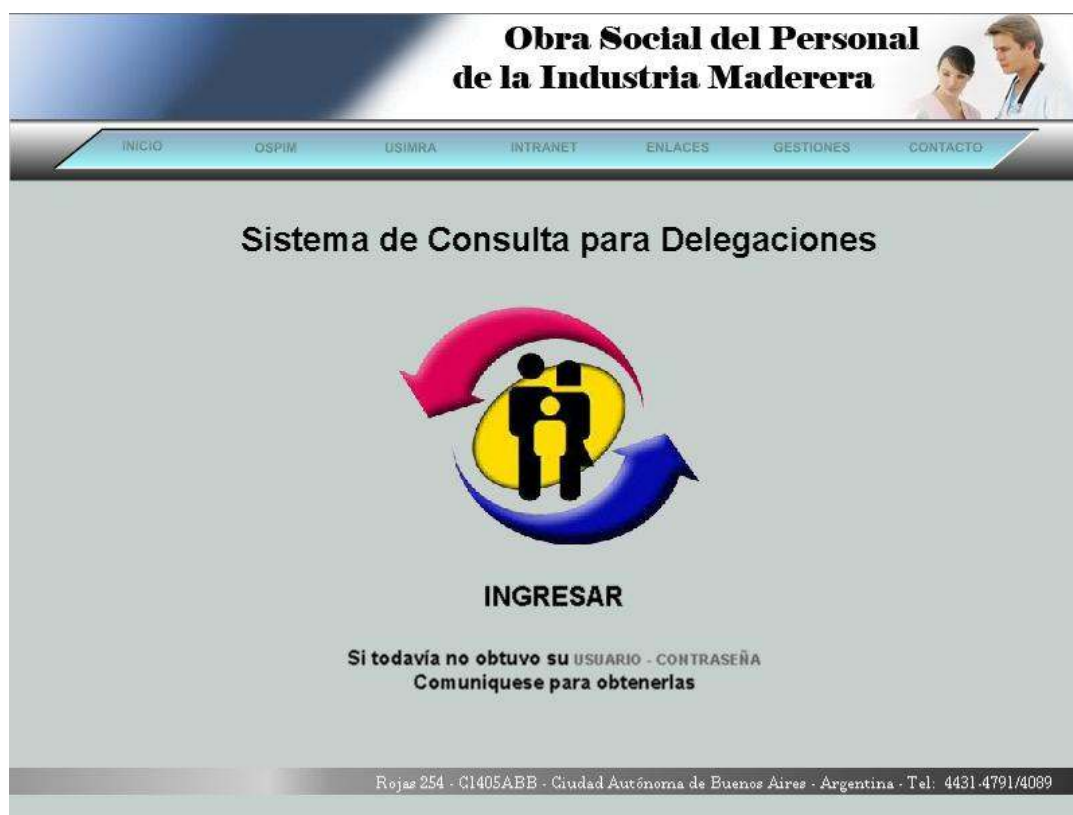 Obra Social del Personal
de la Industria Maderera
INICIO OSPIM USIMRA INTRANET ENLACES GESTIONES CONTACTO
Sistema de Consulta para Delegaciones
INGRESAR
Si todavía no obtuvo su USUARIO - CONTRASEÑA
Comuniquese para obtenerlas
Rojas 254 - C1405ABB - Ciudad Autónoma de Buenos Aires - Argentina - Tel: 4431-4791/4089